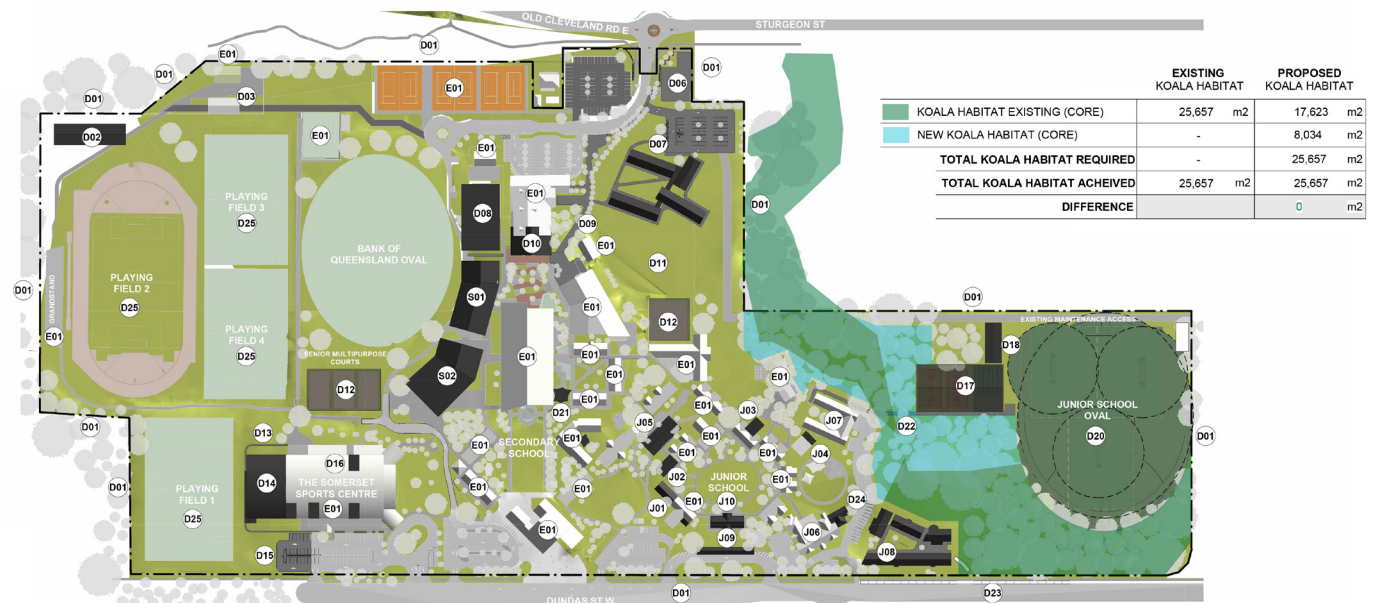 OLD CLEVELAND RD E
STURGEON ST
D01
E01
D01
D01
D03
E01
D06
D01
D01
D02
E01
D07
E01
EXISTING
KOALA HABITAT
PROPOSED
KOALA HABITAT
KOALA HABITAT EXISTING (CORE)
25,657 m2
17,623 m2
NEW KOALA HABITAT (CORE)
-
8,034 m2
TOTAL KOALA HABITAT REQUIRED
-
25,657 m2
TOTAL KOALA HABITAT ACHEIVED
25,657 m2
25,657 m2
DIFFERENCE
0 m2
PLAYING
FIELD 3
D25
E01
D08
D09
D01
BANK OF
QUEENSLAND OVAL
D10
E01
D11
PLAYING
FIELD 2
D25
GRANDSTAND
D01
S01
E01
D12
D01
EXISTING MAINTENANCE ACCESS
E01
PLAYING
FIELD 4
D25
SENIOR MULTIPURPOSE
COURTS
D12
S02
E01
E01
E01
E01
E01
E01
D18
D17
JUNIOR SCHOOL
OVAL
D20
D01
D01
D13
D21
E01
J03
J05
J07
D22
E01
SECONDARY
SCHOOL
E01
E01
E01
E01
J04
D16
THE SOMERSET
SPORTS CENTRE
E01
D14
D01
PLAYING
FIELD 1
D25
E01
E01
J02
JUNIOR
SCHOOL
E01
J10
E01
D24
J01
E01
J09
J06
J08
D15
DUNDAS ST W
D01
D23